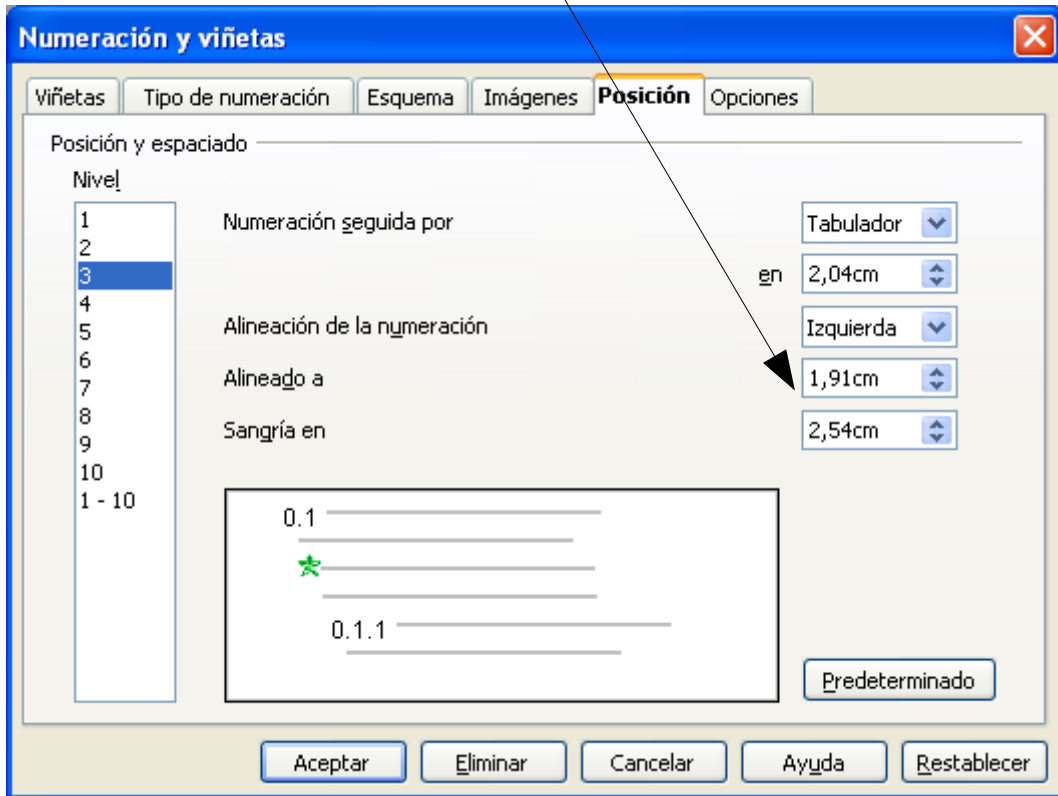 Numeración y viñetas
Viñetas Tipo de numeración Esquema Imágenes Posición Opciones
Posición y espaciado
Nivel
1
2
3
4
5
6
7
8
9
10
1 - 10
Numeración seguida por Tabulador
en 2,04cm
Alineación de la numeración Izquierda
Alineado a 1,91cm
Sangría en 2,54cm
0.1
0.1.1
Predeterminado
Aceptar Eliminar Cancelar Ayuda Restablecer